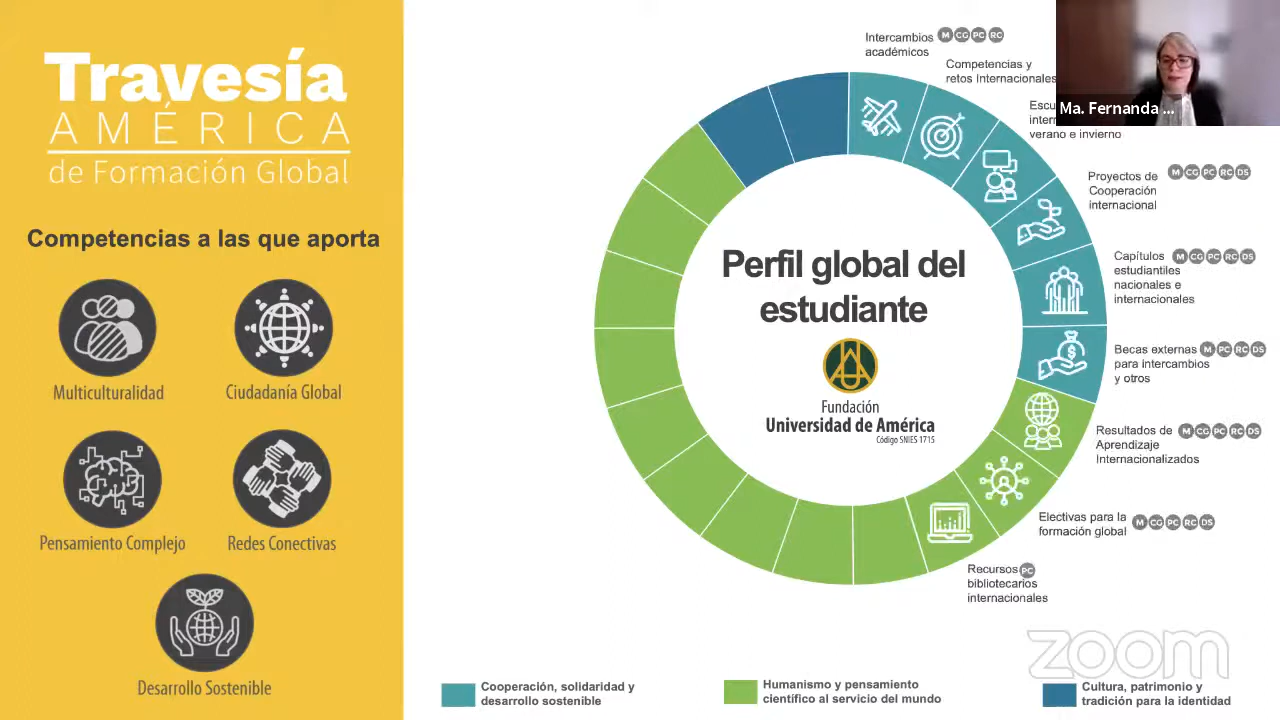 Travesía
AMÉRICA
de Formación Global
Competencias a las que aporta
Multiculturalidad
Ciudadanía Global
Pensamiento Complejo
Redes Conectivas
Desarrollo Sostenible
Intercambios M CG PC RC
académicos
Competencias y
retos Internacionales
verano e invierno
Proyectos de M CG PC RC DS
Cooperación
internacional
Capítulos M CG PC RC DS
estudiantiles
nacionales e
internacionales
Becas externas M PC RC DS
para intercambios
y otros
Resultados de M CG PC RC DS
Aprendizaje
Internacionalizados
Electivas para la M CG PC RC DS
formación global
Recursos PC
bibliotecarios
internacionales
Perfil global del
estudiante
Fundación
Universidad de América
Código SNIES 1715
Ma. Fernanda ...
zoom
Cooperación, solidaridad y
desarrollo sostenible
Humanismo y pensamiento
científico al servicio del mundo
Cultura, patrimonio y
tradición para la identidad